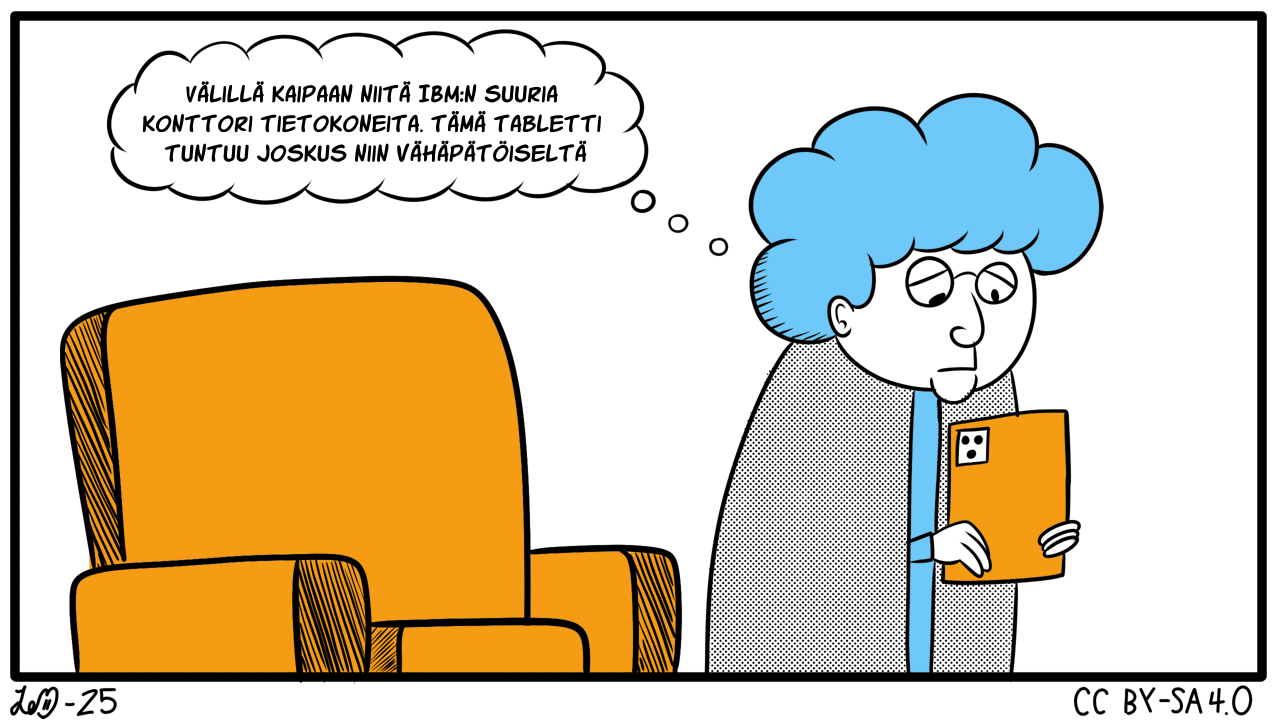 VÄLILLÄ KAIPAAN NIITÄ IBM:N SUURIA
KONTTORI TIETOKONEITA. TÄMÄ TABLETTI
TUNTUU JOSKUS NIIN VÄHÄPÄTÖISELTÄ
-25
CC BY-SA 4.0